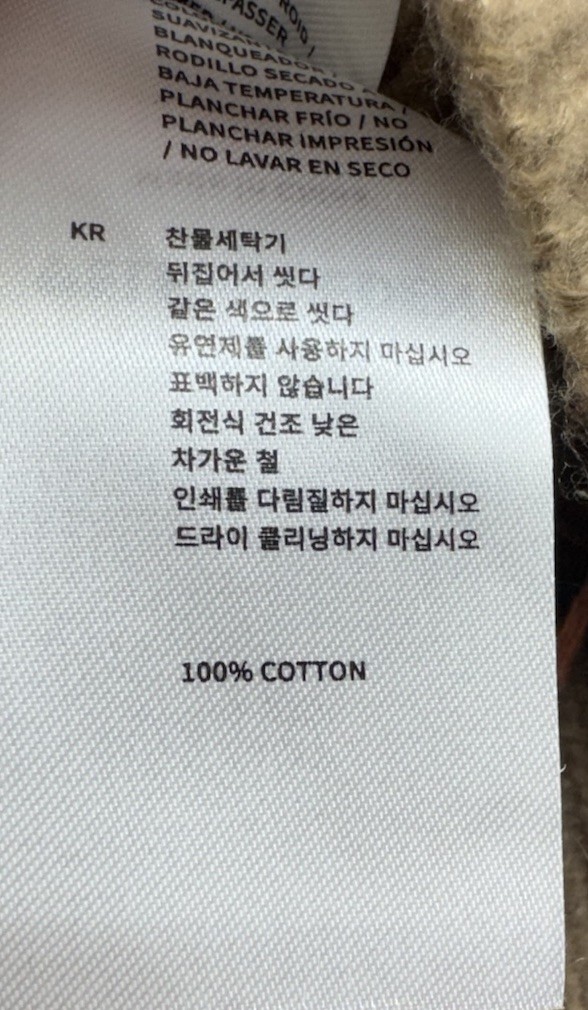 ROID /
PASSER
SUAVIZAN
BLANQUEADOR /
RODILLO SECADO A
BAJA TEMPERATURA /
PLANCHAR FRÍO / NO
PLANCHAR IMPRESIÓN
/ NO LAVAR EN SECO
KR 찬물세탁기
뒤집어서 씻다
같은 색으로 씻다
유연제를 사용하지 마십시오
표백하지 않습니다
회전식 건조 낮은
차가운 철
인쇄를 다림질하지 마십시오
드라이 클리닝하지 마십시오
100% COTTON